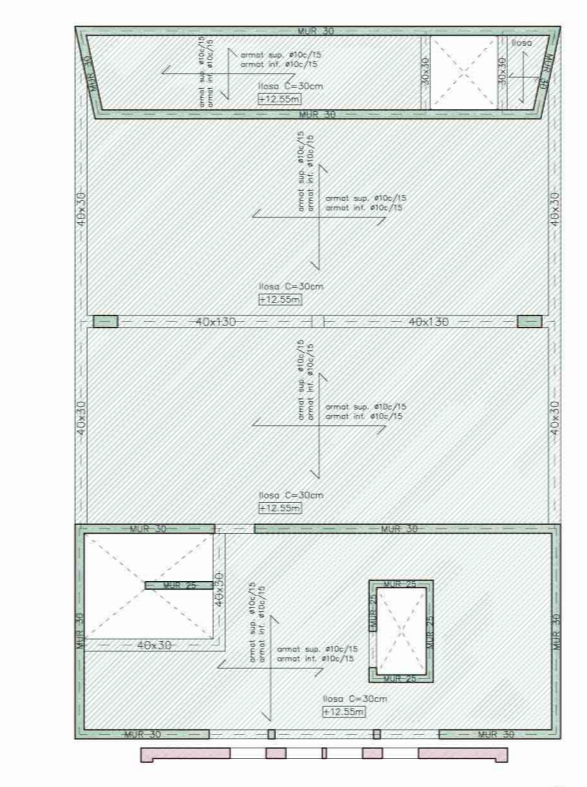 MUR 30
MUR 30
armat sup. ø10c/15
armat inf. ø10c/15
armat sup. ø10c/15
armat inf. ø10c/15
llosa C=30cm
+12.55m
30x30
30x30
llosa
MUR 30
MUR 30
armat sup. ø10c/15
armat inf. ø10c/15
armat sup. ø10c/15
armat inf. ø10c/15
40x30
40x30
llosa C=30cm
+12.55m
40x130
40x130
armat sup. ø10c/15
armat inf. ø10c/15
armat sup. ø10c/15
armat inf. ø10c/15
40x30
40x30
llosa C=30cm
+12.55m
MUR 30
MUR 30
MUR 25
40x50
MUR 25
MUR 25
MUR 25
MUR 25
MUR 30
MUR 30
40x30
armat sup. ø10c/15
armat inf. ø10c/15
armat sup. ø10c/15
armat inf. ø10c/15
llosa C=30cm
+12.55m
MUR 30
MUR 30